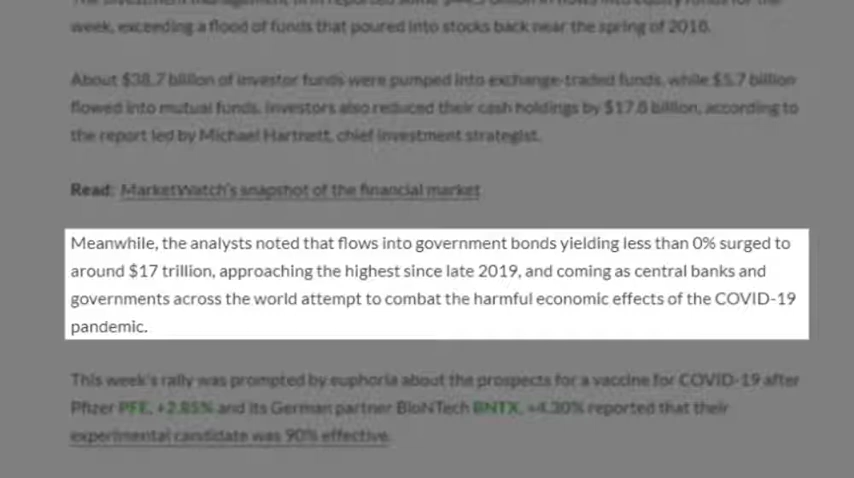 week, exceeding a flood of funds that poured into stocks back near the spring of 2018.
About $38.7 billion of investor funds were pumped into exchange-traded funds, while $5.7 billion
flowed into mutual funds. Investors also reduced their cash holdings by $17.8 billion, according to
the report led by Michael Hartnett, chief investment strategist.
Read: MarketWatch's snapshot of the financial market
Meanwhile, the analysts noted that flows into government bonds yielding less than 0% surged to
around $17 trillion, approaching the highest since late 2019, and coming as central banks and
governments across the world attempt to combat the harmful economic effects of the COVID-19
pandemic.
This week's rally was prompted by euphoria about the prospects for a vaccine for COVID-19 after
Pfizer PFE, +2.85% and its German partner BioNTech BNTX, +4.30% reported that their
experimental candidate was 90% effective.